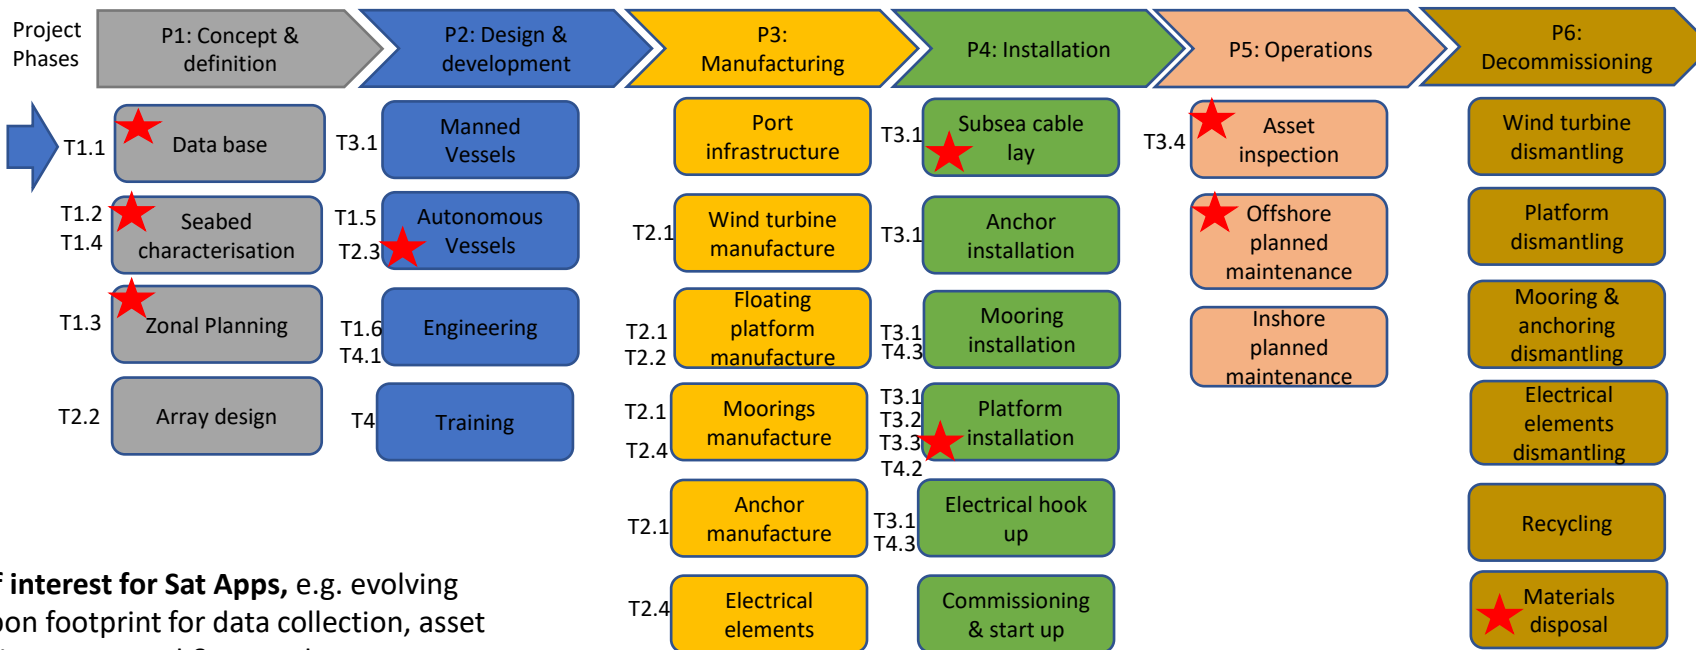 Project
Phases
P1: Concept &
definition
P2: Design &
development
P3:
Manufacturing
P4: Installation
P5: Operations
P6:
Decommissioning
T1.1
Data base
T1.2
T1.4
Seabed
characterisation
T1.3
Zonal Planning
T2.2
Array design
T3.1
Manned
Vessels
T1.5
T2.3
Autonomous
Vessels
T1.6
T4.1
Engineering
T4
Training
Port
infrastructure
T2.1
Wind turbine
manufacture
T2.1
T2.2
Floating
platform
manufacture
T2.1
T2.4
Moorings
manufacture
T2.1
Anchor
manufacture
T2.4
Electrical
elements
T3.1
Subsea cable
lay
T3.1
Anchor
installation
T3.1
T4.3
Mooring
installation
T3.1
T3.2
T3.3
T4.2
Platform
installation
T3.1
T4.3
Electrical hook
up
Commissioning
& start up
T3.4
Asset
inspection
Offshore
planned
maintenance
Inshore
planned
maintenance
Wind turbine
dismantling
Platform
dismantling
Mooring &
anchoring
dismantling
Electrical
elements
dismantling
Recycling
Materials
disposal
interest for Sat Apps, e.g. evolving
footprint for data collection, asset